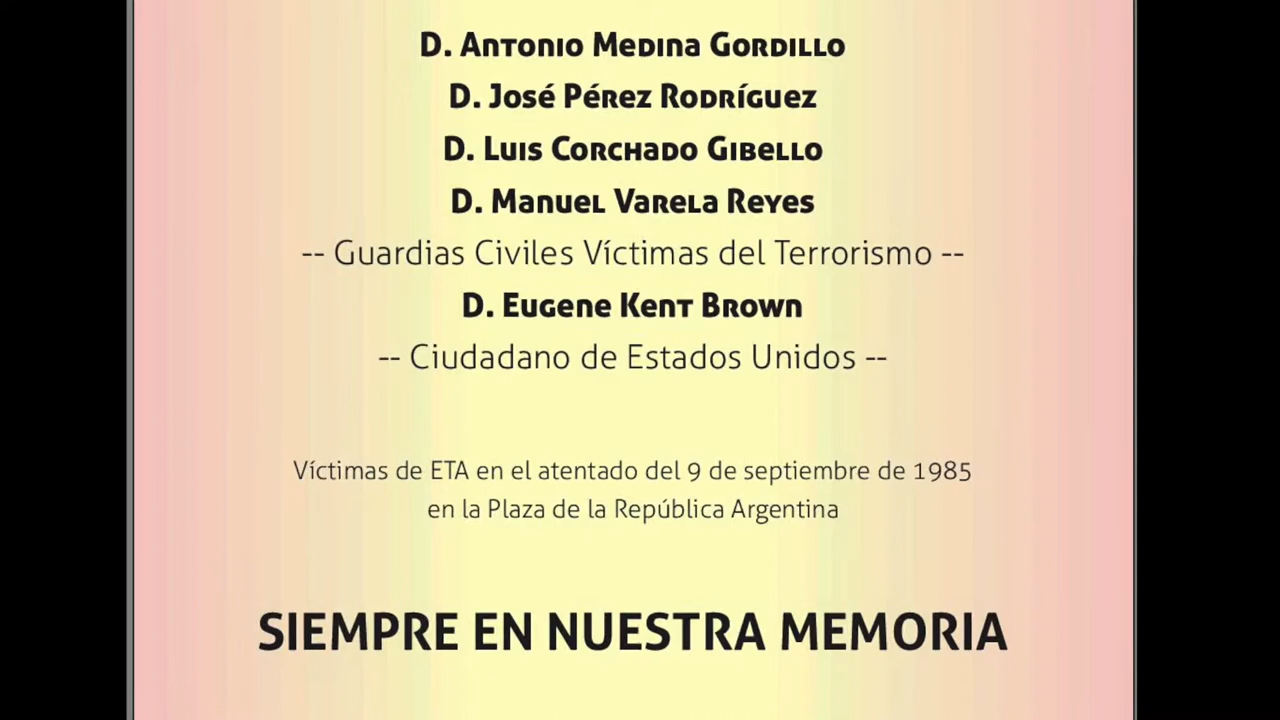 D. Antonio Medina Gordillo
D. José Pérez Rodríguez
D. Luis Corchado Gibello
D. Manuel Varela Reyes
-- Guardias Civiles Víctimas del Terrorismo --
D. Eugene Kent Brown
-- Ciudadano de Estados Unidos --
Víctimas de ETA en el atentado del 9 de septiembre de 1985
en la Plaza de la República Argentina
SIEMPRE EN NUESTRA MEMORIA